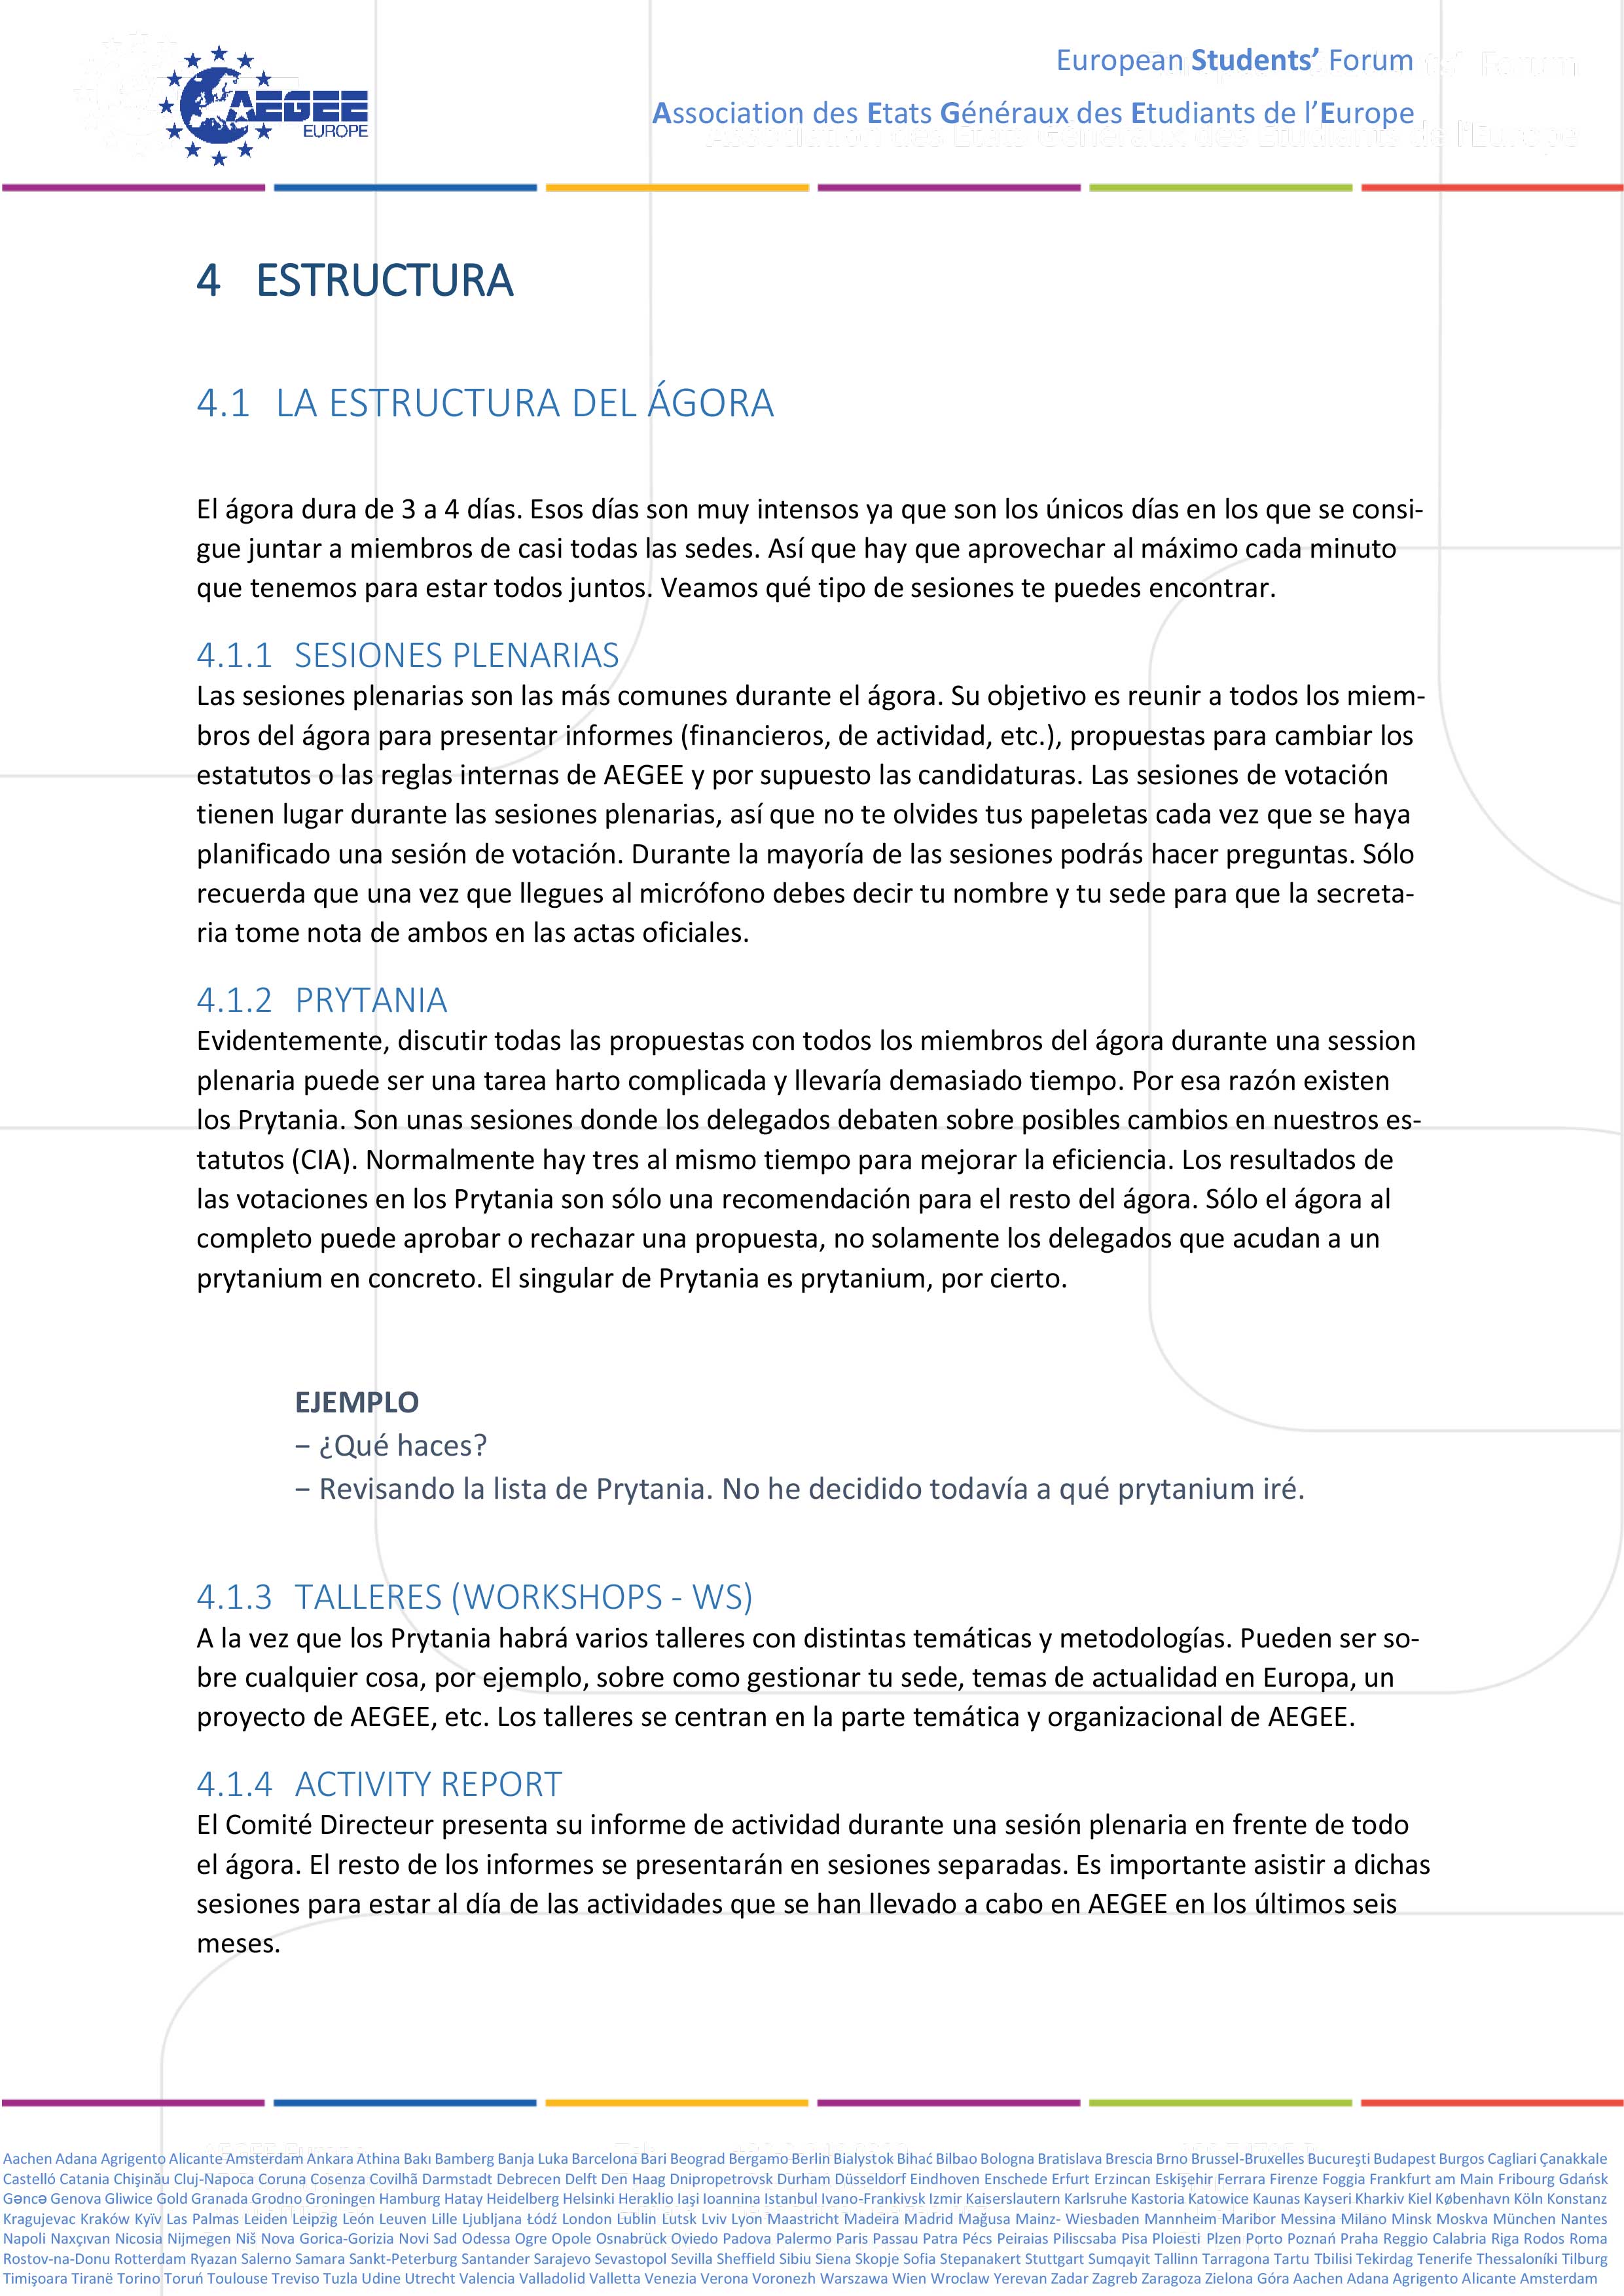 AEGEE
EUROPE
European Students’ Forum
Association des Etats Généraux des Etudiants de l’Europe
4 ESTRUCTURA
4.1 LA ESTRUCTURA DEL ÁGORA
El ágora dura de 3 a 4 días. Esos días son muy intensos ya que son los únicos días en los que se consi-
gue juntar a miembros de casi todas las sedes. Así que hay que aprovechar al máximo cada minuto
que tenemos para estar todos juntos. Veamos qué tipo de sesiones te puedes encontrar.
4.1.1 SESIONES PLENARIAS
Las sesiones plenarias son las más comunes durante el ágora. Su objetivo es reunir a todos los miem-
bros del ágora para presentar informes (financieros, de actividad, etc.), propuestas para cambiar los
estatutos o las reglas internas de AEGEE y por supuesto las candidaturas. Las sesiones de votación
tienen lugar durante las sesiones plenarias, así que no te olvides tus papeletas cada vez que se haya
planificado una sesión de votación. Durante la mayoría de las sesiones podrás hacer preguntas. Sólo
recuerda que una vez que llegues al micrófono debes decir tu nombre y tu sede para que la secreta-
ria tome nota de ambos en las actas oficiales.
4.1.2 PRYTANIA
Evidentemente, discutir todas las propuestas con todos los miembros del ágora durante una session
plenaria puede ser una tarea harto complicada y llevaría demasiado tiempo. Por esa razón existen
los Prytania. Son unas sesiones donde los delegados debaten sobre posibles cambios en nuestros es-
tatutos (CIA). Normalmente hay tres al mismo tiempo para mejorar la eficiencia. Los resultados de
las votaciones en los Prytania son sólo una recomendación para el resto del ágora. Sólo el ágora al
completo puede aprobar o rechazar una propuesta, no solamente los delegados que acudan a un
prytanium en concreto. El singular de Prytania es prytanium, por cierto.
EJEMPLO
– ¿Qué haces?
– Revisando la lista de Prytania. No he decidido todavía a qué prytanium iré.
4.1.3 TALLERES (WORKSHOPS - WS)
A la vez que los Prytania habrá varios talleres con distintas temáticas y metodologías. Pueden ser so-
bre cualquier cosa, por ejemplo, sobre como gestionar tu sede, temas de actualidad en Europa, un
proyecto de AEGEE, etc. Los talleres se centran en la parte temática y organizacional de AEGEE.
4.1.4 ACTIVITY REPORT
El Comité Directeur presenta su informe de actividad durante una sesión plenaria en frente de todo
el ágora. El resto de los informes se presentarán en sesiones separadas. Es importante asistir a dichas
sesiones para estar al día de las actividades que se han llevado a cabo en AEGEE en los últimos seis
meses.
Aachen Adana Agrigento Alicante Amsterdam Ankara Athina Bakı Bamberg Banja Luka Barcelona Bari Beograd Bergamo Berlin Bialystok Bihać Bilbao Bologna Bratislava Brescia Brno Brussel-Bruxelles Bucureşti Budapest Burgos Cagliari Çanakkale
Castelló Catania Chişinău Cluj-Napoca Coruna Cosenza Covilhã Darmstadt Debrecen Delft Den Haag Dnipropetrovsk Durham Düsseldorf Eindhoven Enschede Erfurt Erzincan Eskişehir Ferrara Firenze Foggia Frankfurt am Main Fribourg Gdańsk
Gəncə Genova Gliwice Gold Granada Grodno Groningen Hamburg Hatay Heidelberg Helsinki Heraklio Iaşi Ioannina Istanbul Ivano-Frankivsk Izmir Kaiserslautern Karlsruhe Kastoria Katowice Kaunas Kayseri Kharkiv Kiel København Köln Konstanz
Kragujevac Kraków Kyïv Las Palmas Leiden Leipzig León Leuven Lille Ljubljana Łódź London Lublin Lutsk Lviv Lyon Maastricht Madeira Madrid Mağusa Mainz- Wiesbaden Mannheim Maribor Messina Milano Minsk Moskva München Nantes
Napoli Naxçıvan Nicosia Nijmegen Niš Nova Gorica-Gorizia Novi Sad Odessa Ogre Opole Osnabrück Oviedo Padova Palermo Paris Passau Patra Pécs Peiraias Piliscsaba Pisa Ploiesti Plzen Porto Poznań Praha Reggio Calabria Riga Rodos Roma
Rostov-na-Donu Rotterdam Ryazan Salerno Samara Sankt-Peterburg Santander Sarajevo Sevastopol Sevilla Sheffield Sibiu Siena Skopje Sofia Stepanakert Stuttgart Sumqayit Tallinn Tarragona Tartu Tbilisi Tekirdag Tenerife Thessaloníki Tilburg
Timişoara Tiranë Torino Toruń Toulouse Treviso Tuzla Udine Utrecht Valencia Valladolid Valletta Venezia Verona Voronezh Warszawa Wien Wroclaw Yerevan Zadar Zagreb Zaragoza Zielona Góra Aachen Adana Agrigento Alicante Amsterdam